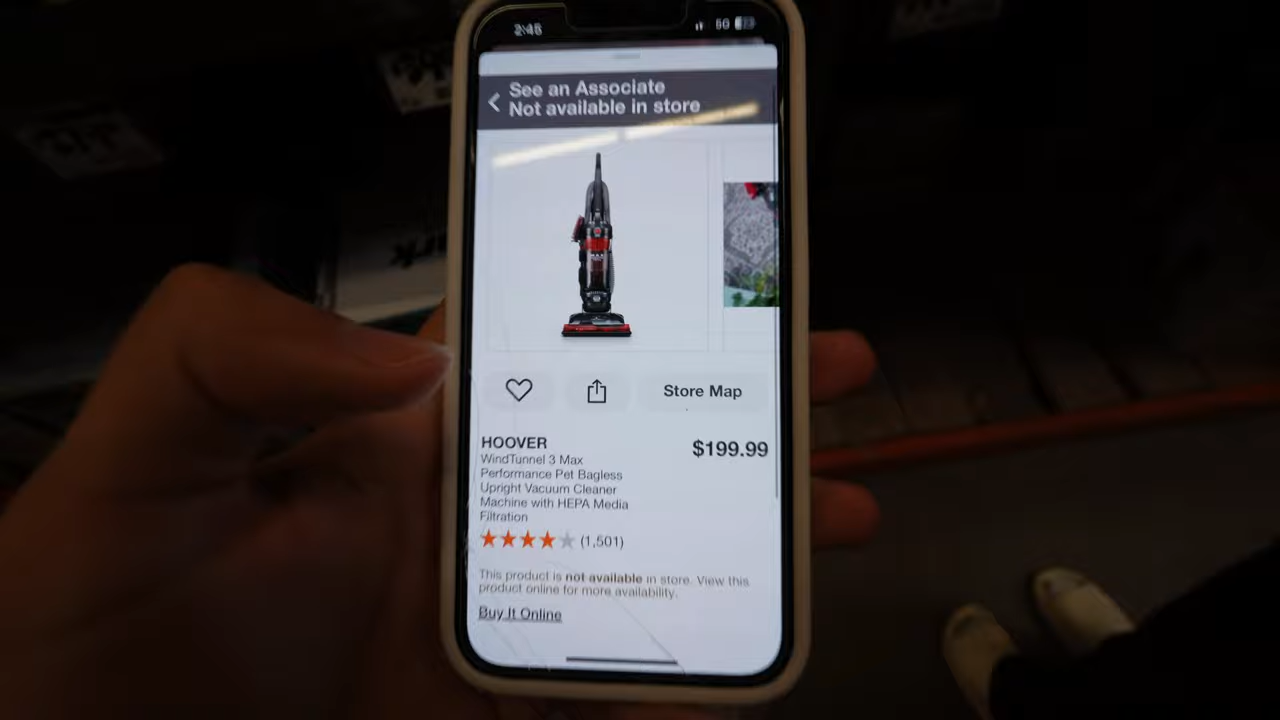 2:45
5G
See an Associate
Not available in store
Store Map
HOOVER
$199.99
WindTunnel 3 Max
Performance Pet Bagless
Upright Vacuum Cleaner
Machine with HEPA Media
Filtration
(1,501)
This product is not available in store. View this
product online for more availability.
Buy It Online